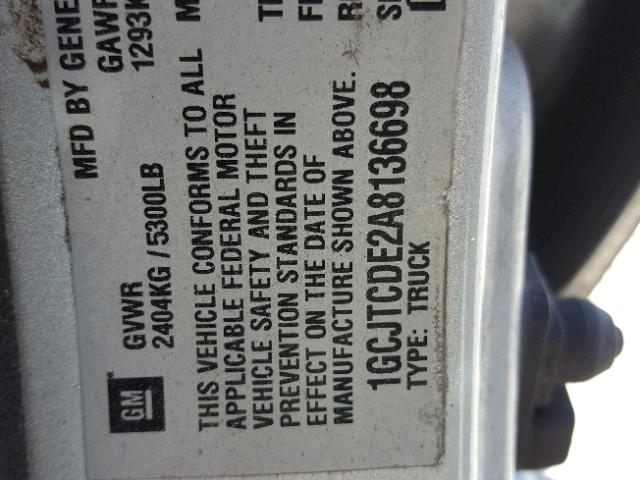 MFD BY GENE
GAWR
1293K
GM
GVWR
2404KG / 5300LB
THIS VEHICLE CONFORMS TO ALL
APPLICABLE FEDERAL MOTOR
VEHICLE SAFETY AND THEFT
PREVENTION STANDARDS IN
EFFECT ON THE DATE OF
MANUFACTURE SHOWN ABOVE.
1GCJTCDE2A8136698
TYPE: TRUCK